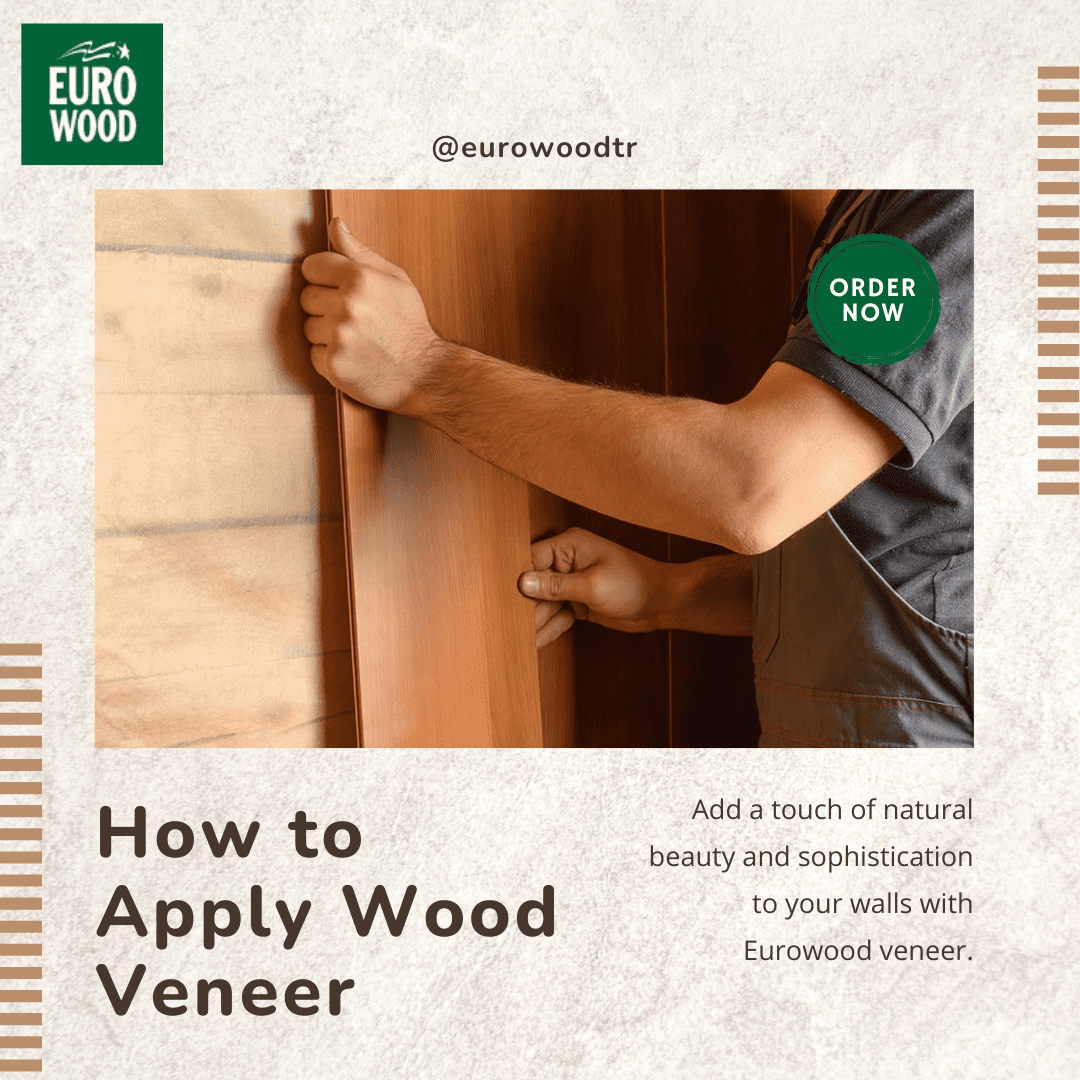 EURO
WOOD
@eurowoodtr
ORDER
NOW
How to
Apply Wood
Veneer
Add a touch of natural
beauty and sophistication
to your walls with
Eurowood veneer.